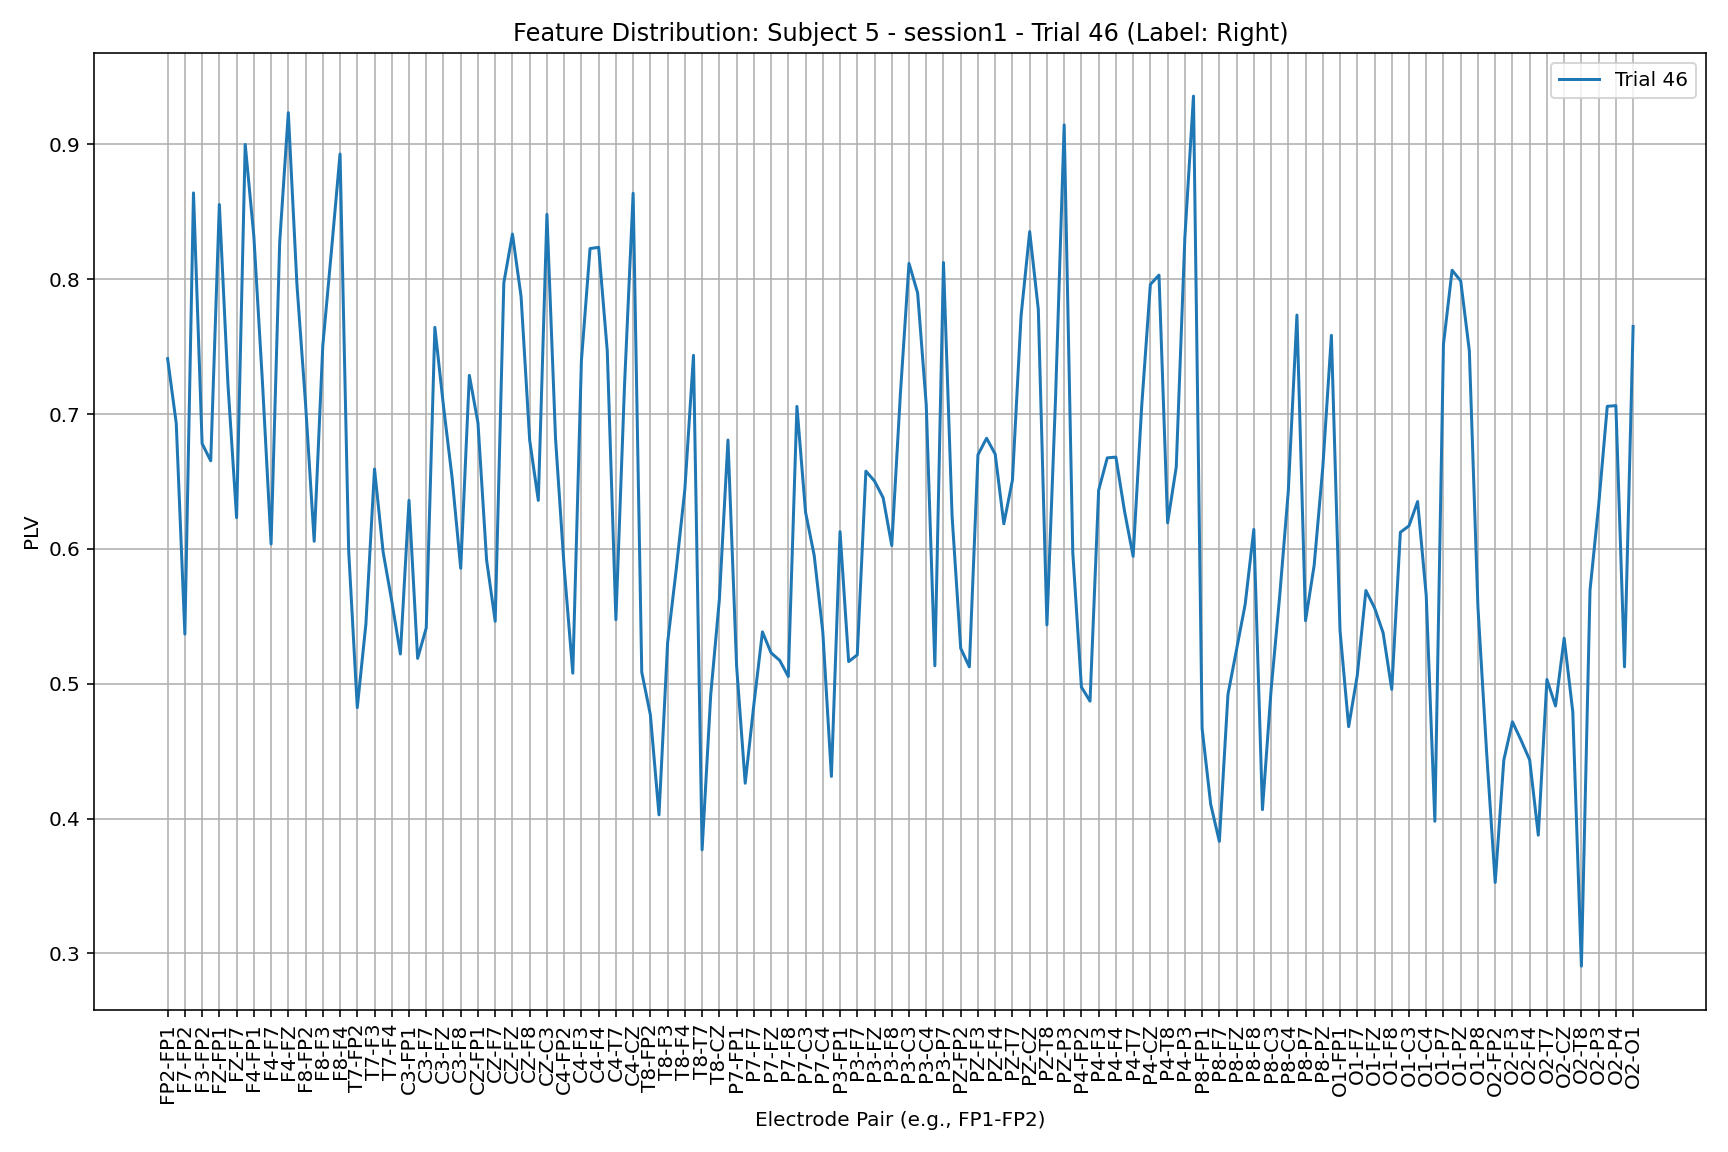 Feature Distribution: Subject 5 - session1 - Trial 46 (Label: Right)
Trial 46
0.9
0.8
0.7
0.6
0.5
0.4
0.3
PLV
FP2-FP1
F7-FP2
F3-FP2
FZ-FP1
FZ-F7
F4-FP1
F4-F7
F4-FZ
F8-FP2
F8-F3
F8-F4
T7-FP2
T7-F3
T7-F4
C3-FP1
C3-F7
C3-FZ
C3-F8
CZ-FP1
CZ-F7
CZ-FZ
CZ-F8
CZ-C3
C4-FP2
C4-F3
C4-F4
C4-T7
C4-CZ
T8-FP2
T8-F3
T8-F4
T8-T7
T8-CZ
P7-FP1
P7-F7
P7-FZ
P7-F8
P7-C3
P7-C4
P3-FP1
P3-F7
P3-FZ
P3-F8
P3-C3
P3-C4
P3-P7
PZ-FP2
PZ-F3
PZ-F4
PZ-T7
PZ-CZ
PZ-T8
PZ-P3
P4-FP2
P4-F3
P4-F4
P4-T7
P4-CZ
P4-T8
P4-P3
P8-FP1
P8-F7
P8-FZ
P8-F8
P8-C3
P8-C4
P8-P7
P8-PZ
O1-FP1
O1-F7
O1-FZ
O1-F8
O1-C3
O1-C4
O1-P7
O1-PZ
O1-P8
O2-FP2
O2-F3
O2-F4
O2-T7
O2-CZ
O2-T8
O2-P3
O2-P4
O2-O1
Electrode Pair (e.g., FP1-FP2)